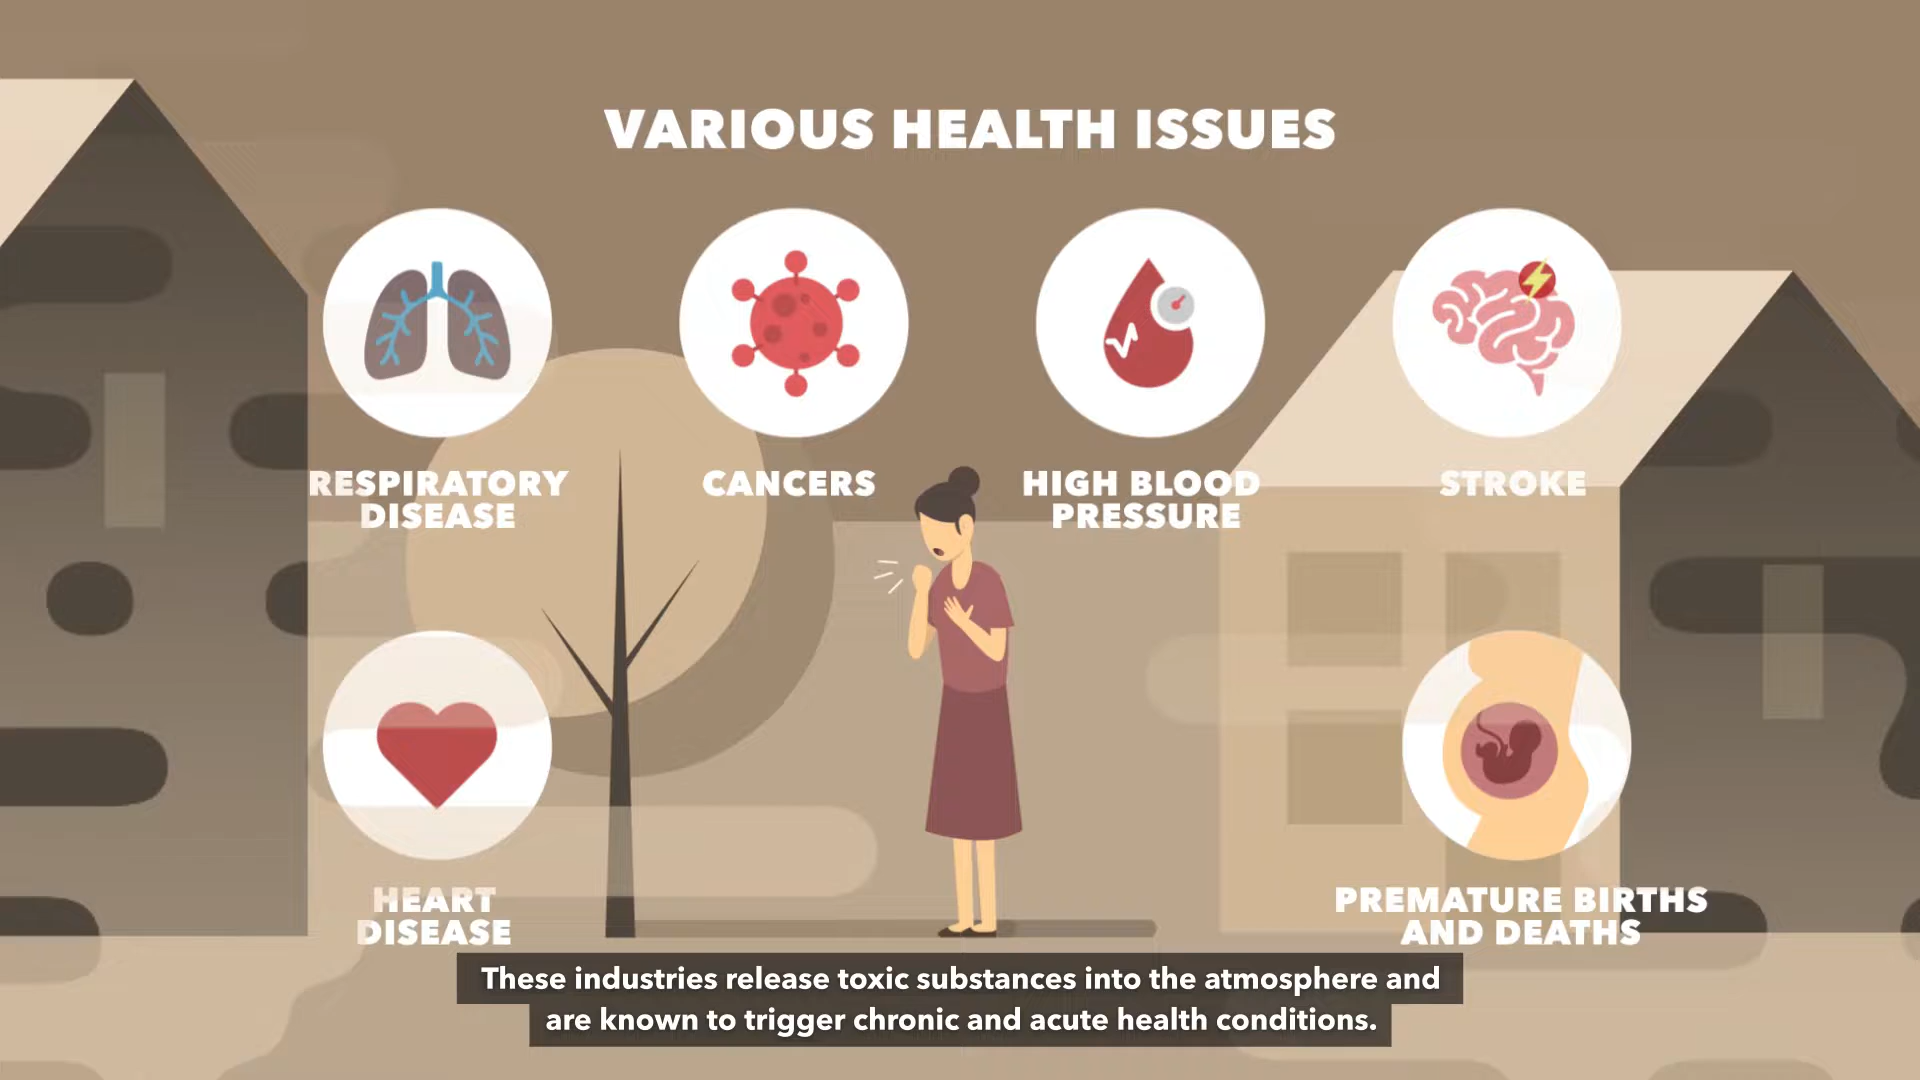 VARIOUS HEALTH ISSUES
RESPIRATORY
DISEASE
CANCERS
HIGH BLOOD
PRESSURE
STROKE
HEART
DISEASE
PREMATURE BIRTHS
AND DEATHS
These industries release toxic substances into the atmosphere and
are known to trigger chronic and acute health conditions.